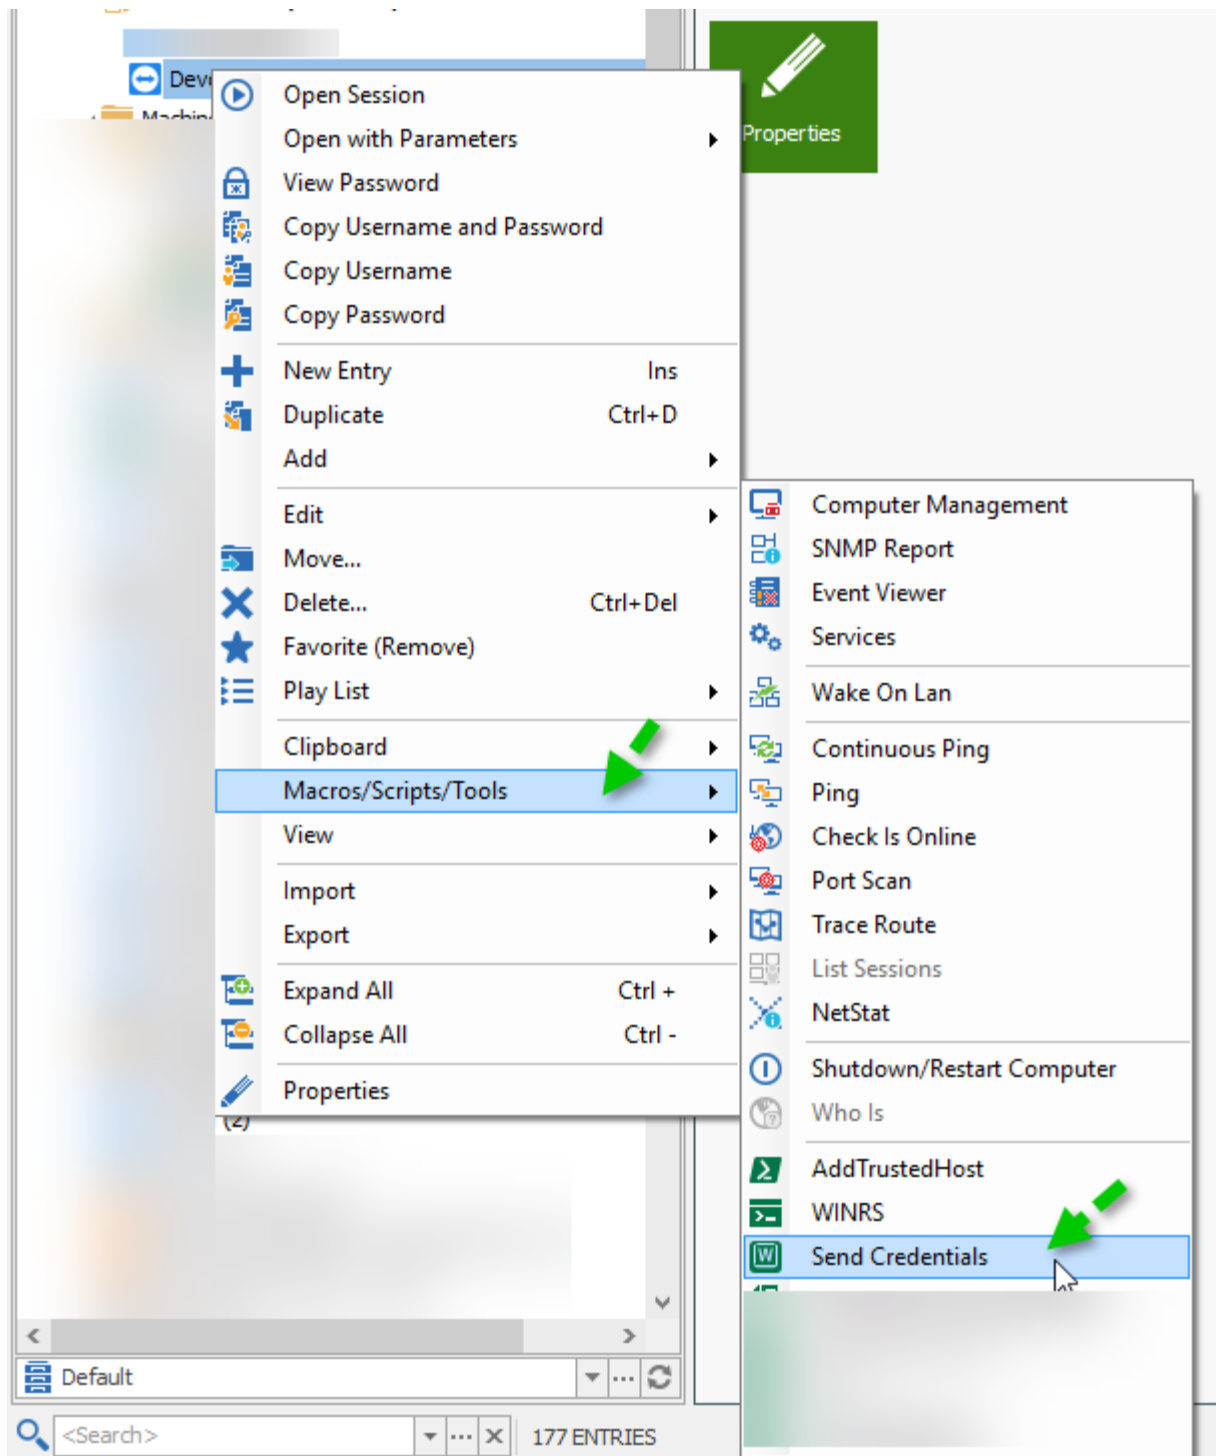 Properties
Open Session
Open with Parameters
View Password
Copy Username and Password
Copy Username
Copy Password
New Entry Ins
Duplicate Ctrl+D
Add
Edit
Move...
Delete... Ctrl+Del
Favorite (Remove)
Play List
Clipboard
Macros/Scripts/Tools
View
Import
Export
Expand All Ctrl +
Collapse All Ctrl -
Properties
(2)
Computer Management
SNMP Report
Event Viewer
Services
Wake On Lan
Continuous Ping
Ping
Check Is Online
Port Scan
Trace Route
List Sessions
NetStat
Shutdown/Restart Computer
Who Is
AddTrustedHost
WINRS
Send Credentials
Default
<Search>
177 ENTRIES